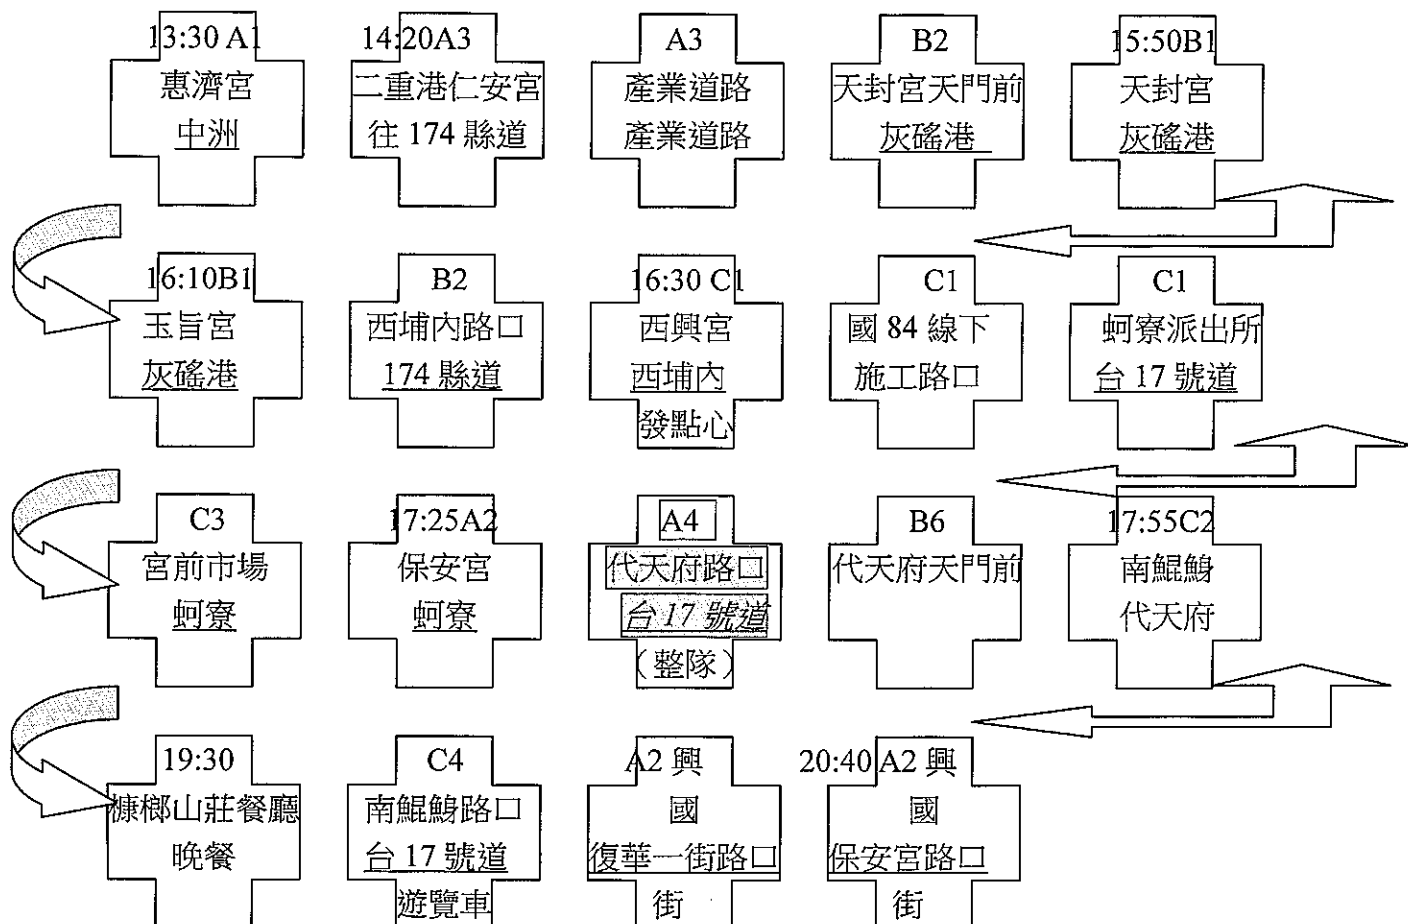 13:30 A1
惠濟宮
中洲
14:20A3
二重港仁安宮
往 174 縣道
A3
產業道路
產業道路
B2
天封宮天門前
灰磘港
15:50B1
天封宮
灰磘港
16:10B1
玉旨宮
灰磘港
B2
西埔內路口
174 縣道
16:30 C1
西興宮
西埔內
發點心
C1
國 84 線下
施工路口
C1
蚵寮派出所
台 17 號道
C3
宮前市場
蚵寮
17:25A2
保安宮
蚵寮
A4
代天府路口
台 17 號道
（整隊）
B6
代天府天門前
17:55C2
南鯤鯓
代天府
19:30
槺榔山莊餐廳
晚餐
C4
南鯤鯓路口
台 17 號道
遊覽車
A2 興
國
復華一街路口
街
20:40 A2 興
國
保安宮路口
街